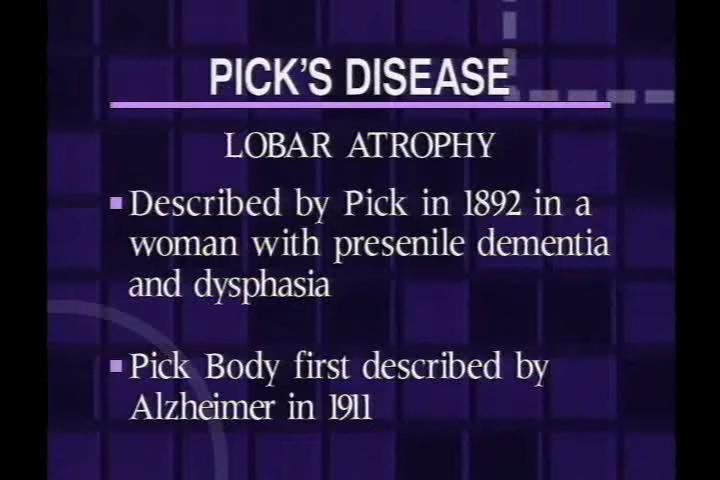 PICK'S DISEASE
LOBAR ATROPHY
▪ Described by Pick in 1892 in a
woman with presenile dementia
and dysphasia
▪ Pick Body first described by
Alzheimer in 1911